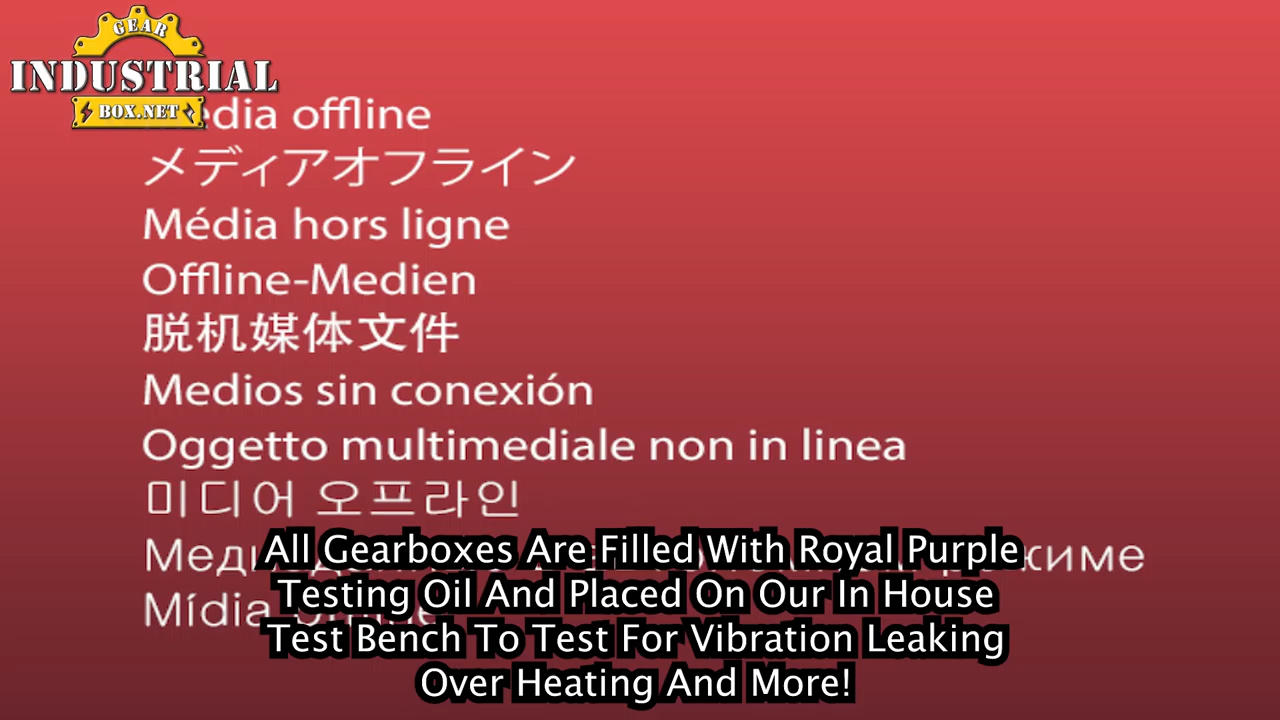 GEAR
INDUSTRIAL
BOX.NET
dia offline
メディアオフライン
Média hors ligne
Offline-Medien
脱机媒体文件
Medios sin conexión
Oggetto multimediale non in linea
미디어 오프라인
All Gearboxes Are Filled With Royal Purple
Testing Oil And Placed On Our In House
Mídia
Test Bench To Test For Vibration Leaking
Over Heating And More!